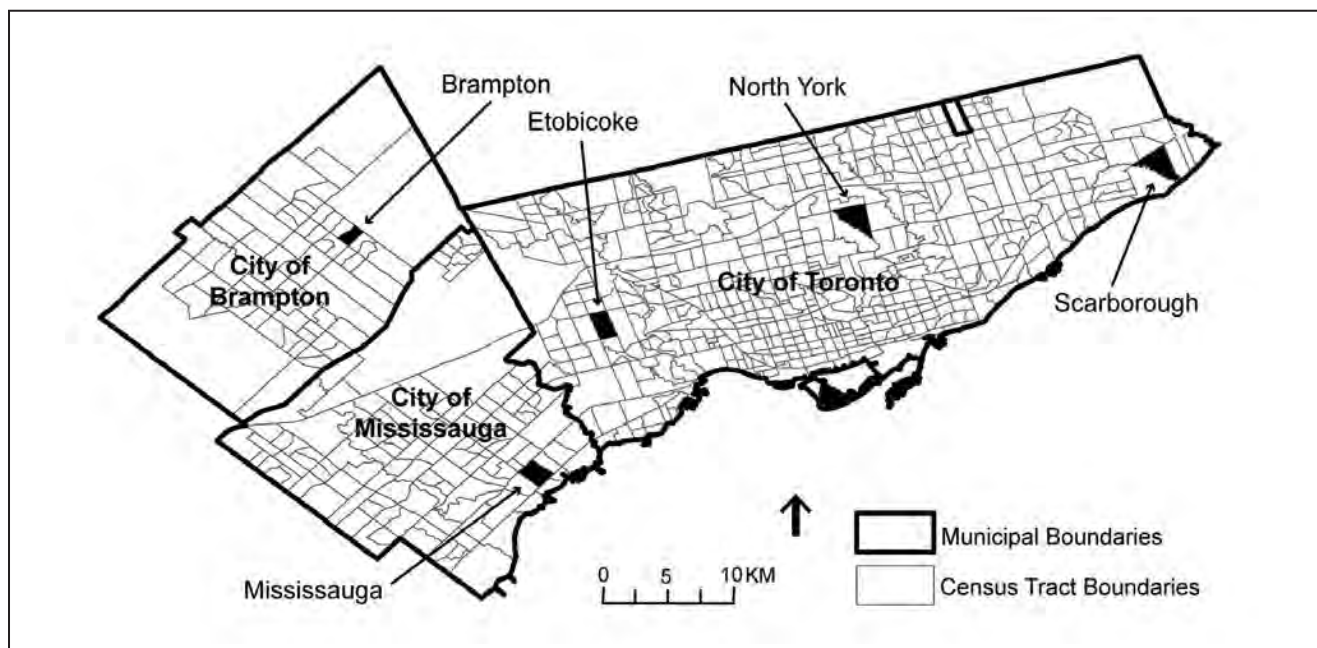 Brampton
North York
Etobicoke
City of
Brampton
City of Toronto
Scarborough
City of
Mississauga
Mississauga
0 5 10KM
Municipal Boundaries
Census Tract Boundaries